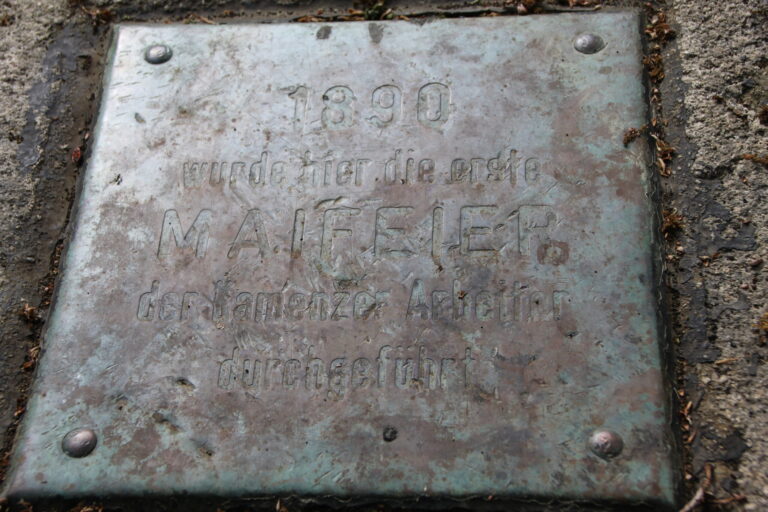 1890
wurde hier die erste
MAIFEIER
der Kamenzer Arbeiter
durchgeführt